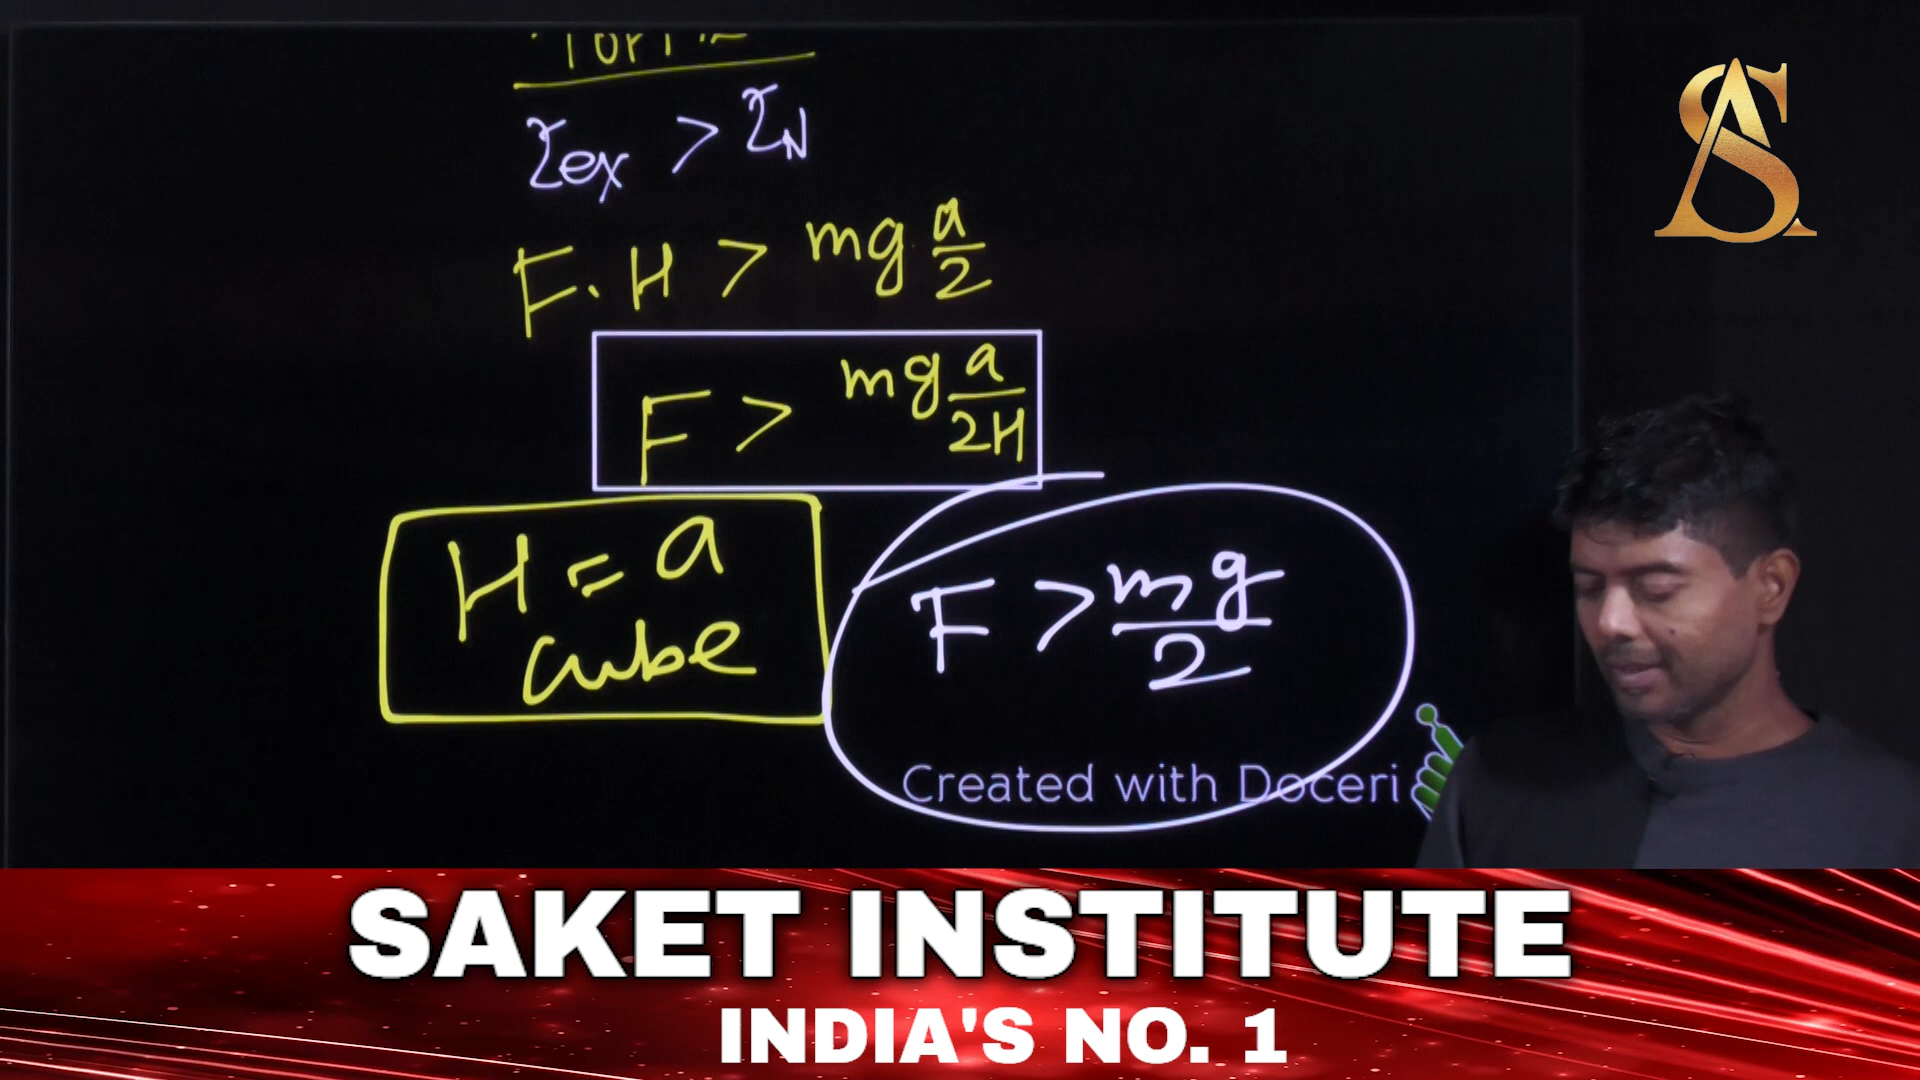 τex > τN
F. H > mg a/2
F > mg a/2H
H = a
cube
F > mg/2
Created with Doceri
SAKET INSTITUTE
INDIA'S NO. 1